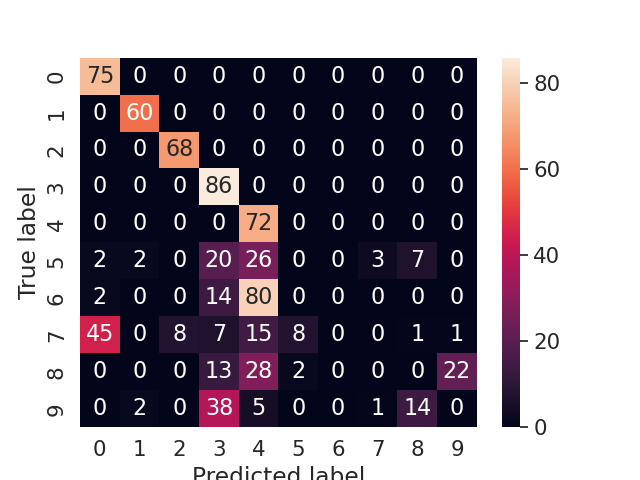 0 75 0 0 0 0 0 0 0 0 0
1 0 60 0 0 0 0 0 0 0 0
2 0 0 68 0 0 0 0 0 0 0
3 0 0 0 86 0 0 0 0 0 0
4 0 0 0 0 72 0 0 0 0 0
5 2 2 0 20 26 0 0 3 7 0
6 2 0 0 14 80 0 0 0 0 0
7 45 0 8 7 15 8 0 0 1 1
8 0 0 0 13 28 2 0 0 0 22
9 0 2 0 38 5 0 0 1 14 0
0 1 2 3 4 5 6 7 8 9
Predicted label
True label
80
60
40
20
0